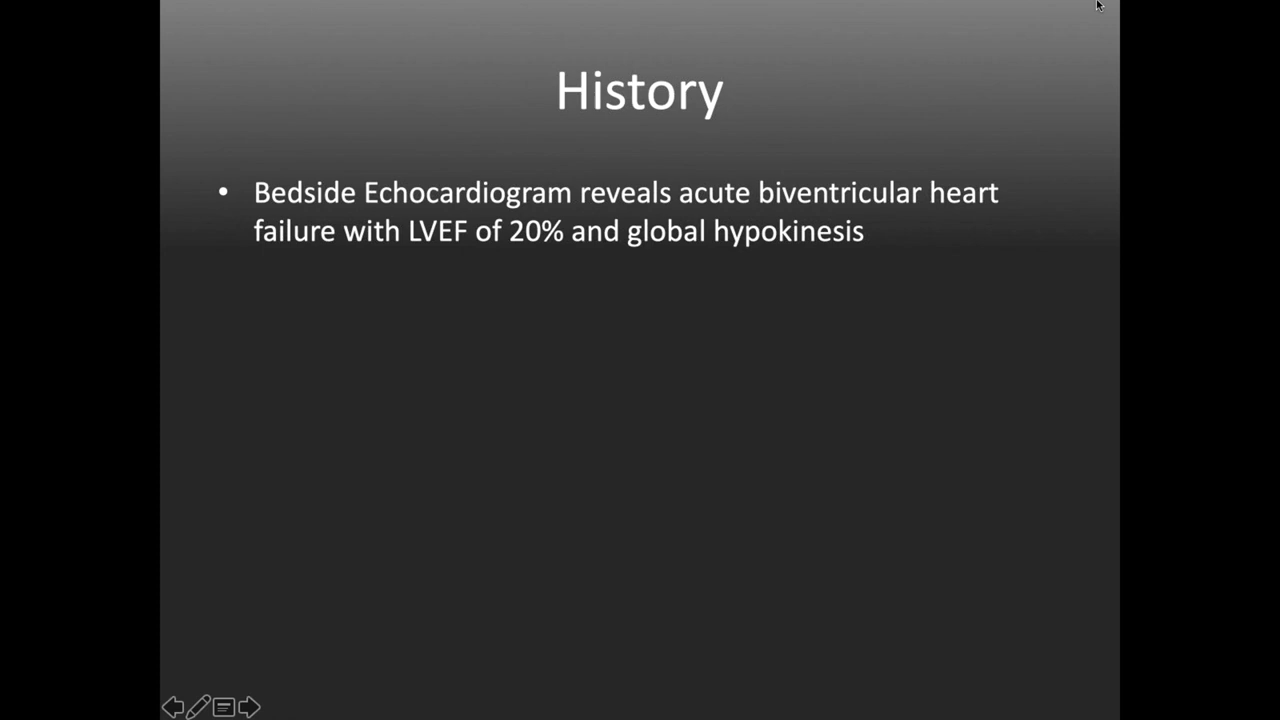 History
• Bedside Echocardiogram reveals acute biventricular heart
failure with LVEF of 20% and global hypokinesis